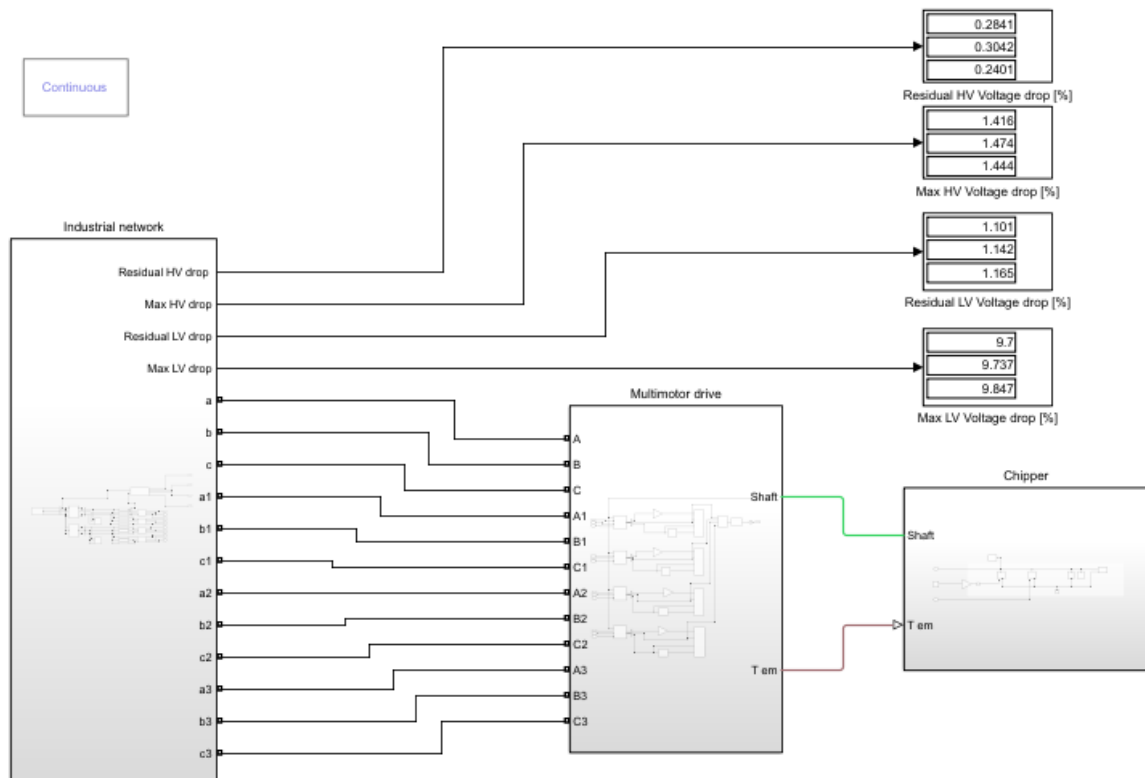 Continuous
0.2841
0.3042
0.2401
Residual HV Voltage drop [%]
1.416
1.474
1.444
Max HV Voltage drop [%]
1.101
1.142
1.165
Residual LV Voltage drop [%]
9.7
9.737
9.847
Max LV Voltage drop [%]
Industrial network
Residual HV drop
Max HV drop
Residual LV drop
Max LV drop
a
b
c
a1
b1
c1
a2
b2
c2
a3
b3
c3
Multimotor drive
A
B
C
A1
B1
C1
A2
B2
C2
A3
B3
C3
Shaft
T em
Chipper
Shaft
T em